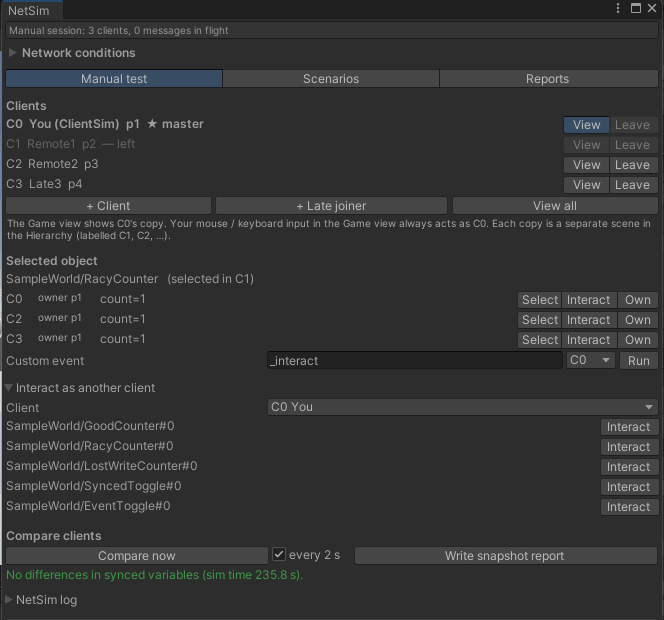 NetSim
Manual session: 3 clients, 0 messages in flight
Network conditions
Manual test Scenarios Reports
Clients
C0 You (ClientSim) p1 ★ master View Leave
C1 Remote1 p2 — left View Leave
C2 Remote2 p3 View Leave
C3 Late3 p4 View Leave
+ Client + Late joiner View all
The Game view shows C0's copy. Your mouse / keyboard input in the Game view always acts as C0. Each copy is a separate scene in
the Hierarchy (labelled C1, C2, ...).
Selected object
SampleWorld/RacyCounter (selected in C1)
C0 owner p1 count=1 Select Interact Own
C2 owner p1 count=1 Select Interact Own
C3 owner p1 count=1 Select Interact Own
Custom event _interact C0 Run
Interact as another client
Client C0 You
SampleWorld/GoodCounter#0 Interact
SampleWorld/RacyCounter#0 Interact
SampleWorld/LostWriteCounter#0 Interact
SampleWorld/SyncedToggle#0 Interact
SampleWorld/EventToggle#0 Interact
Compare clients
Compare now every 2 s Write snapshot report
No differences in synced variables (sim time 235.8 s).
NetSim log